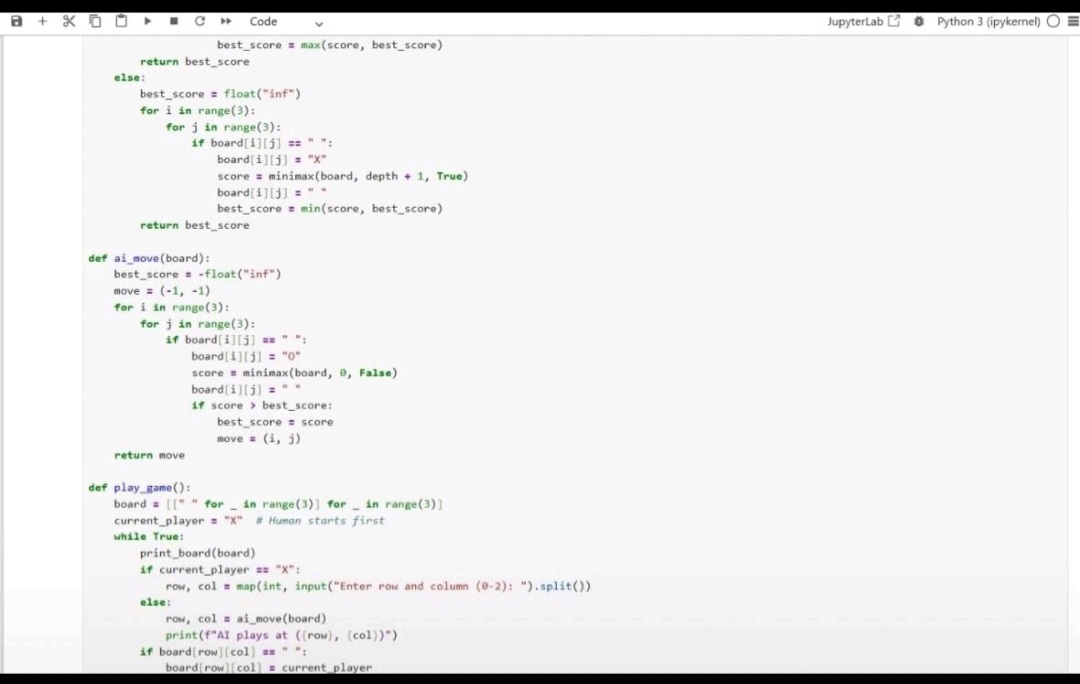 Code
JupyterLab
Python 3 (ipykernel)
                    best_score = max(score, best_score)
        return best_score
    else:
        best_score = float("inf")
        for i in range(3):
            for j in range(3):
                if board[i][j] == " ":
                    board[i][j] = "X"
                    score = minimax(board, depth + 1, True)
                    board[i][j] = " "
                    best_score = min(score, best_score)
        return best_score

def ai_move(board):
    best_score = -float("inf")
    move = (-1, -1)
    for i in range(3):
        for j in range(3):
            if board[i][j] == " ":
                board[i][j] = "O"
                score = minimax(board, 0, False)
                board[i][j] = " "
                if score > best_score:
                    best_score = score
                    move = (i, j)
    return move

def play_game():
    board = [[" " for _ in range(3)] for _ in range(3)]
    current_player = "X"  # Human starts first
    while True:
        print_board(board)
        if current_player == "X":
            row, col = map(int, input("Enter row and column (0-2): ").split())
        else:
            row, col = ai_move(board)
            print(f"AI plays at ({row}, {col})")
        if board[row][col] == " ":
            board[row][col] = current_player